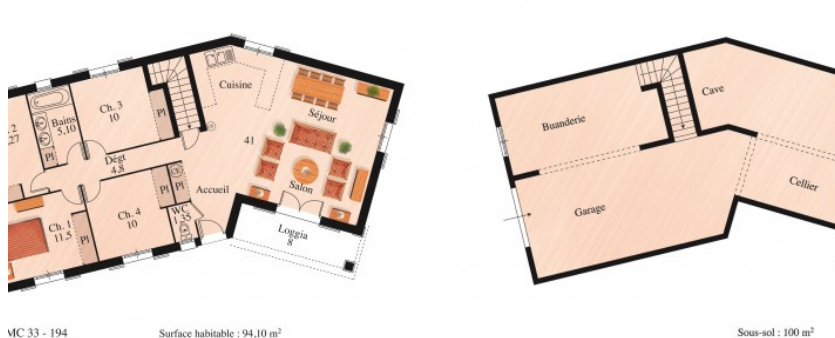 Cuisine
Séjour
41
Salon
Accueil
Loggia
8
Ch. 3
10
Pl
Bains
5,10
Pl
2
,27
Dégt
4,8
Ch. 1
11.5
Pl
Ch. 4
10
Pl
Pl
WC
1.35
Buanderie
Cave
Garage
Cellier
MC 33 - 194
Surface habitable : 94,10 m²
Sous-sol : 100 m²